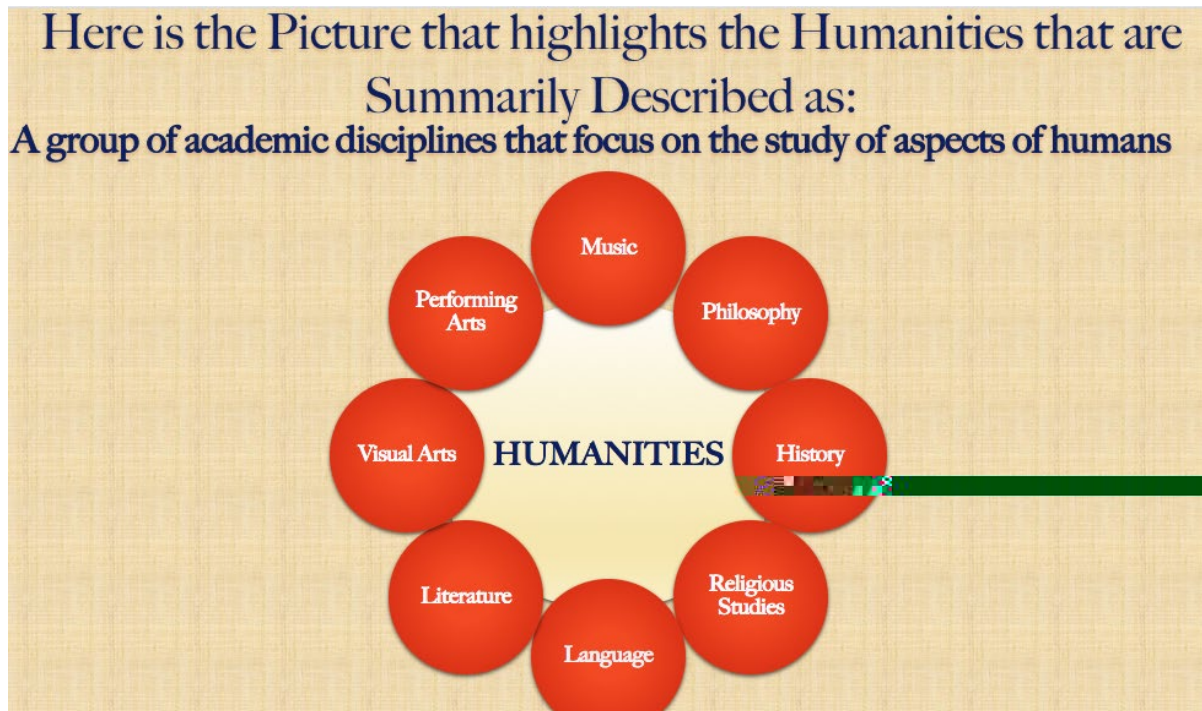 Here is the Picture that highlights the Humanities that are
Summarily Described as:
A group of academic disciplines that focus on the study of aspects of humans
Music
Philosophy
Performing
Arts
Visual Arts
HUMANITIES
History
Literature
Religious
Studies
Language